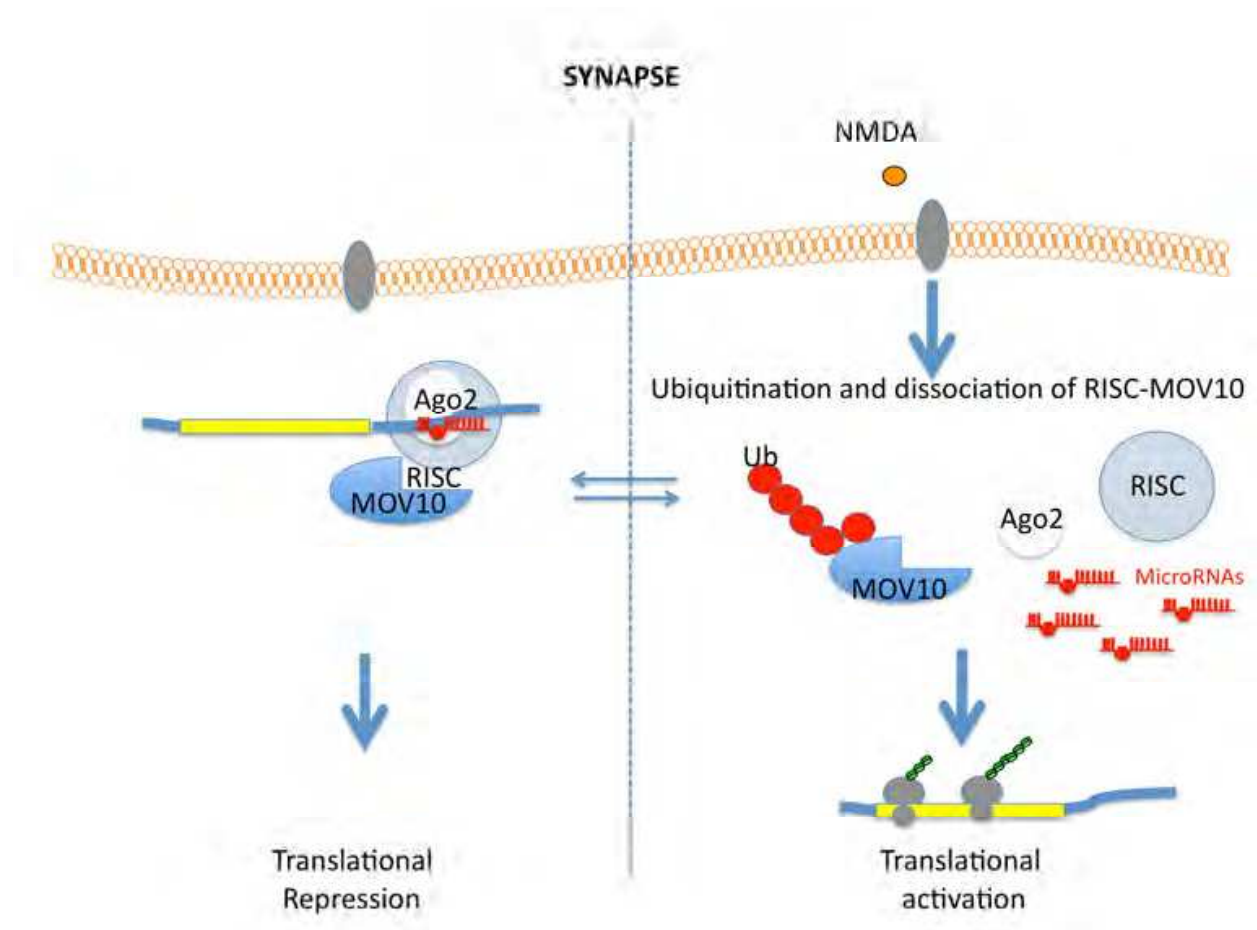 SYNAPSE
NMDA
Ago2
RISC
MOV10
Ubiquitination and dissociation of RISC-MOV10
Ub
RISC
Ago2
MicroRNAs
MOV10
Translational
Repression
Translational
activation